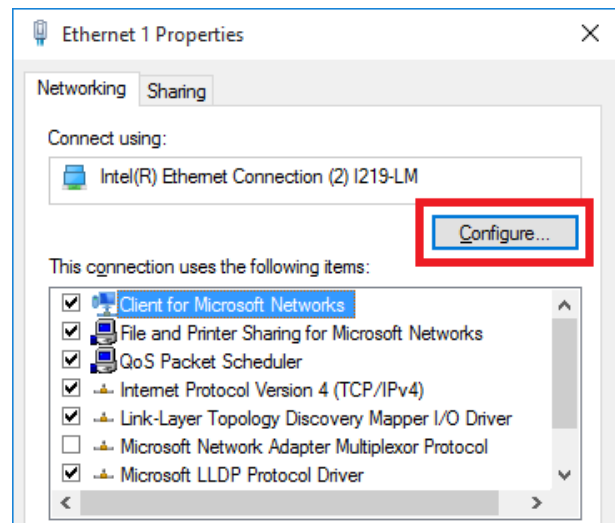 Ethernet 1 Properties
Networking
Sharing
Connect using:
Intel(R) Ethernet Connection (2) I219-LM
Configure...
This connection uses the following items:
Client for Microsoft Networks
File and Printer Sharing for Microsoft Networks
QoS Packet Scheduler
Internet Protocol Version 4 (TCP/IPv4)
Link-Layer Topology Discovery Mapper I/O Driver
Microsoft Network Adapter Multiplexor Protocol
Microsoft LLDP Protocol Driver